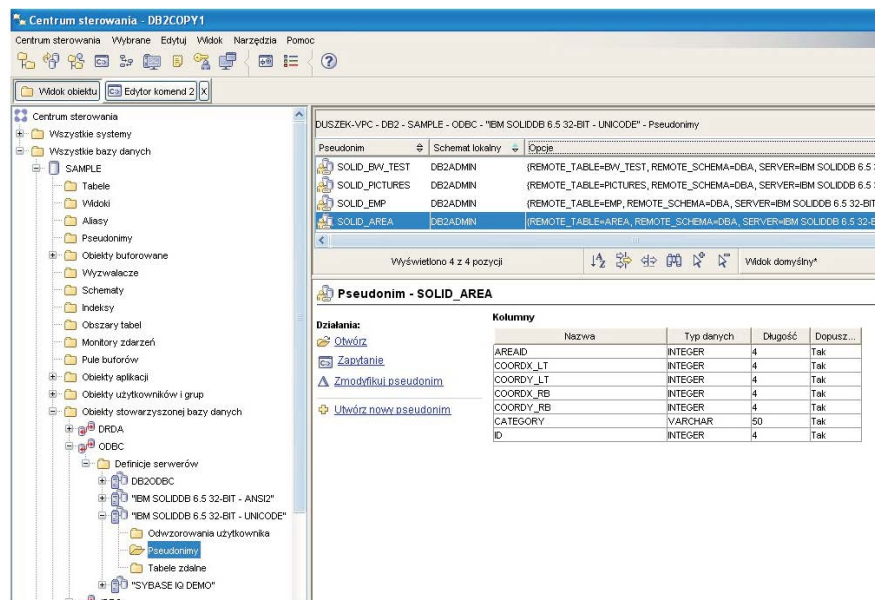 Centrum sterowania - DB2COPY1
Centrum sterowania Wybrane Edytuj Widok Narzędzia Pomoc
Widok obiektu Edytor komend 2 X
Centrum sterowania
Wszystkie systemy
Wszystkie bazy danych
SAMPLE
Tabele
Widoki
Aliasy
Pseudonimy
Obiekty buforowane
Wyzwalacze
Schematy
Indeksy
Obszary tabel
Monitory zdarzeń
Pule buforów
Obiekty aplikacji
Obiekty użytkowników i grup
Obiekty stowarzyszonej bazy danych
DRDA
ODBC
Definicje serwerów
DB2ODBC
"IBM SOLIDDB 6.5 32-BIT - ANSI2"
"IBM SOLIDDB 6.5 32-BIT - UNICODE"
Odwzorowania użytkownika
Pseudonimy
Tabele zdalne
"SYBASE IQ DEMO"
DUSZEK-VPC - DB2 - SAMPLE - ODBC - "IBM SOLIDDB 6.5 32-BIT - UNICODE" - Pseudonimy
Pseudonim Schemat lokalny Opcje
SOLID_BW_TEST DB2ADMIN (REMOTE_TABLE=BW_TEST, REMOTE_SCHEMA=DBA, SERVER=IBM SOLIDDB 6.5
SOLID_PICTURES DB2ADMIN (REMOTE_TABLE=PICTURES, REMOTE_SCHEMA=DBA, SERVER=IBM SOLIDDB 6.5
SOLID_EMP DB2ADMIN (REMOTE_TABLE=EMP, REMOTE_SCHEMA=DBA, SERVER=IBM SOLIDDB 6.5 32-BIT
SOLID_AREA DB2ADMIN (REMOTE_TABLE=AREA, REMOTE_SCHEMA=DBA, SERVER=IBM SOLIDDB 6.5 32-B
Wyświetlono 4 z 4 pozycji Widok domyślny*
Pseudonim - SOLID_AREA
Działania:
Otwórz
Zapytanie
Zmodyfikuj pseudonim
Utwórz nowy pseudonim
Kolumny
Nazwa Typ danych Długość Dopusz...
AREAID INTEGER 4 Tak
COORDX_LT INTEGER 4 Tak
COORDY_LT INTEGER 4 Tak
COORDX_RB INTEGER 4 Tak
COORDY_RB INTEGER 4 Tak
CATEGORY VARCHAR 50 Tak
ID INTEGER 4 Tak